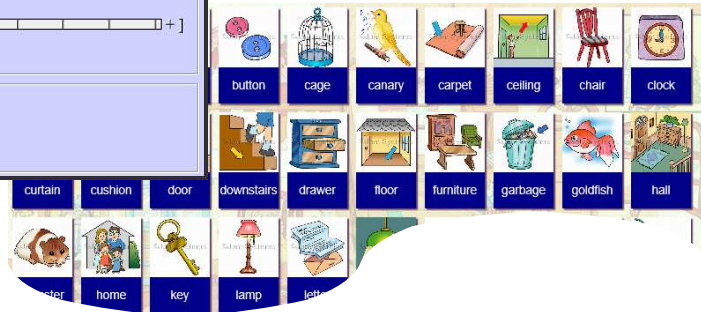 + ]
button cage canary carpet ceiling chair clock
curtain cushion door downstairs drawer floor furniture garbage goldfish hall
home key lamp